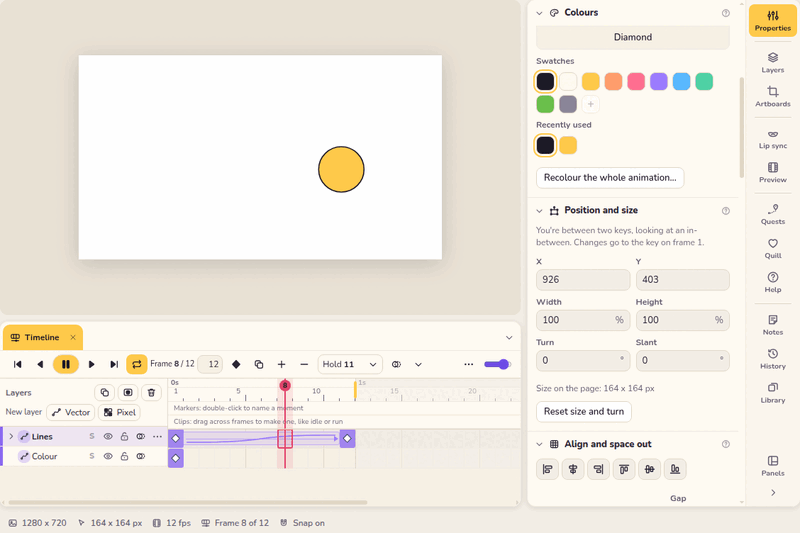 Colours
Diamond
Swatches
Recently used
Recolour the whole animation...
Position and size
You're between two keys, looking at an in-
between. Changes go to the key on frame 1.
X Y
926 403
Width Height
100 % 100 %
Turn Slant
0 ° 0 °
Size on the page: 164 x 164 px
Reset size and turn
Align and space out
Gap
Properties
Layers
Artboards
Lip sync
Preview
Quests
Quill
Help
Notes
History
Library
Panels
Timeline
Frame 8 / 12 12 Hold 11
Layers
New layer Vector Pixel
0s 1s
1 5 8 10 15 20
Markers: double-click to name a moment
Clips: drag across frames to make one, like idle or run
Lines S
Colour S
1280 x 720 164 x 164 px 12 fps Frame 8 of 12 Snap on